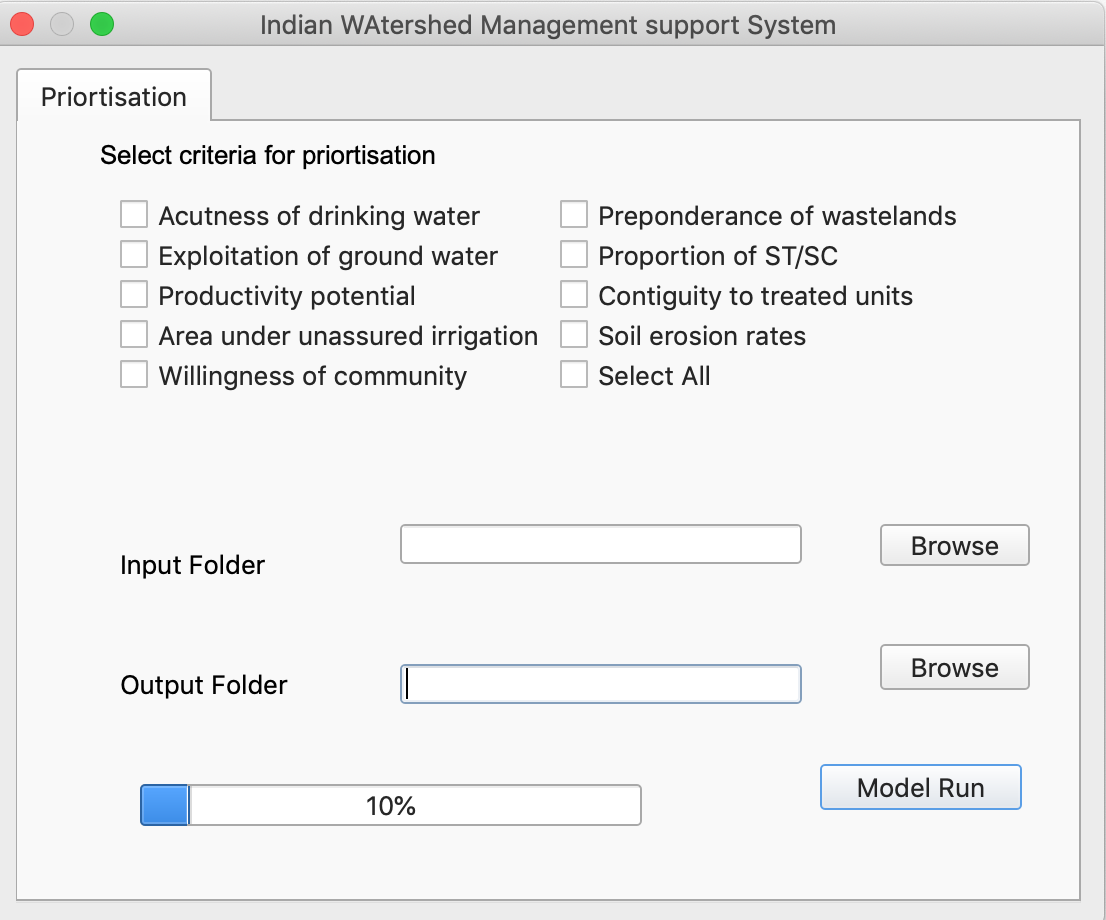 Indian WAtershed Management support System
Priortisation
Select criteria for priortisation
Acutness of drinking water
Exploitation of ground water
Productivity potential
Area under unassured irrigation
Willingness of community
Preponderance of wastelands
Proportion of ST/SC
Contiguity to treated units
Soil erosion rates
Select All
Input Folder
Browse
Output Folder
Browse
10%
Model Run